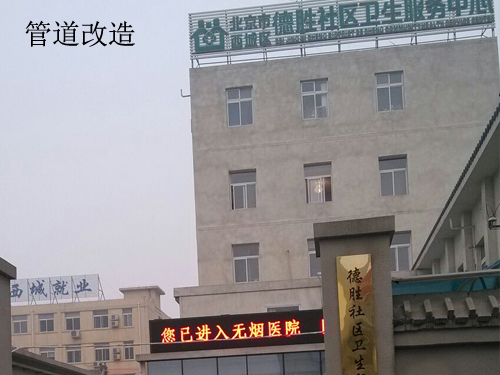 管道改造
北京市
西城区
德胜社区卫生服务中心
西城就业
您已进入无烟医院
德胜社区卫生